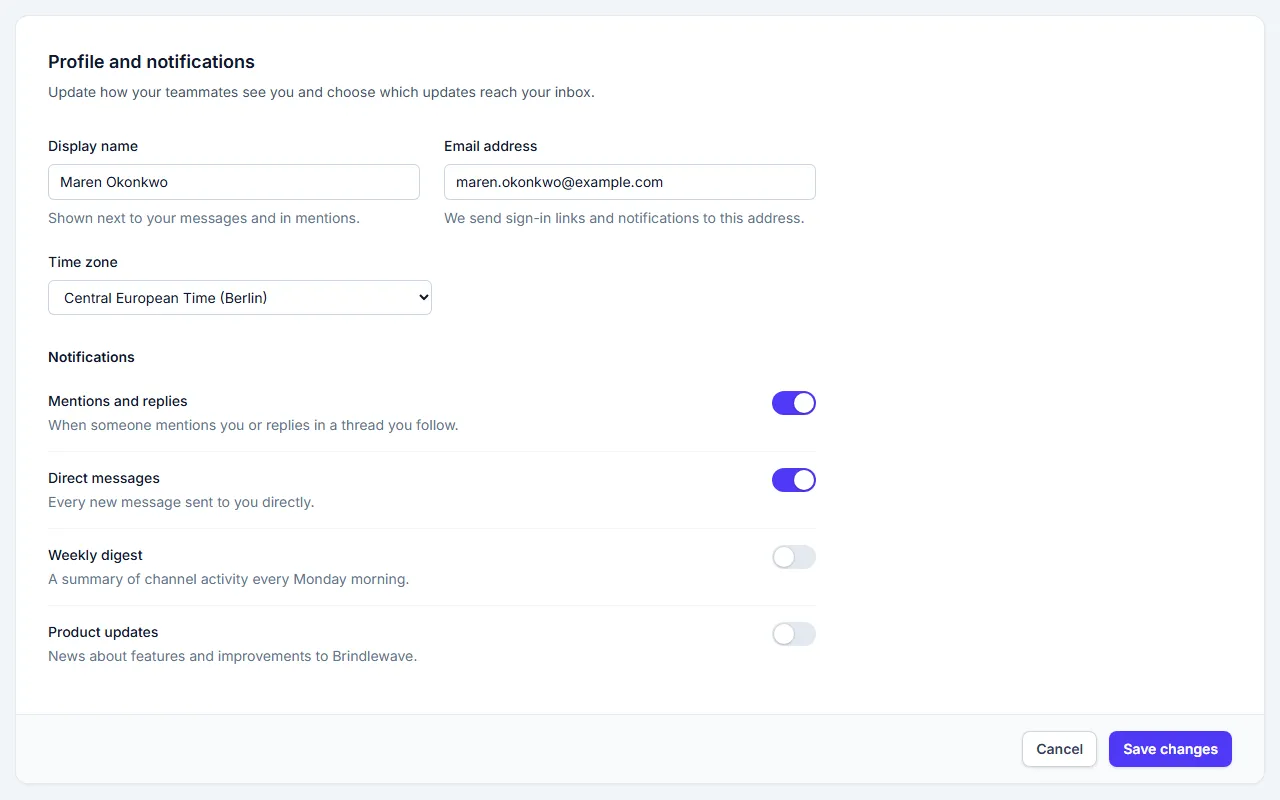 Profile and notifications
Update how your teammates see you and choose which updates reach your inbox.
Display name
Email address
Maren Okonkwo
maren.okonkwo@example.com
Shown next to your messages and in mentions.
We send sign-in links and notifications to this address.
Time zone
Central European Time (Berlin)
Notifications
Mentions and replies
When someone mentions you or replies in a thread you follow.
Direct messages
Every new message sent to you directly.
Weekly digest
A summary of channel activity every Monday morning.
Product updates
News about features and improvements to Brindlewave.
Cancel
Save changes